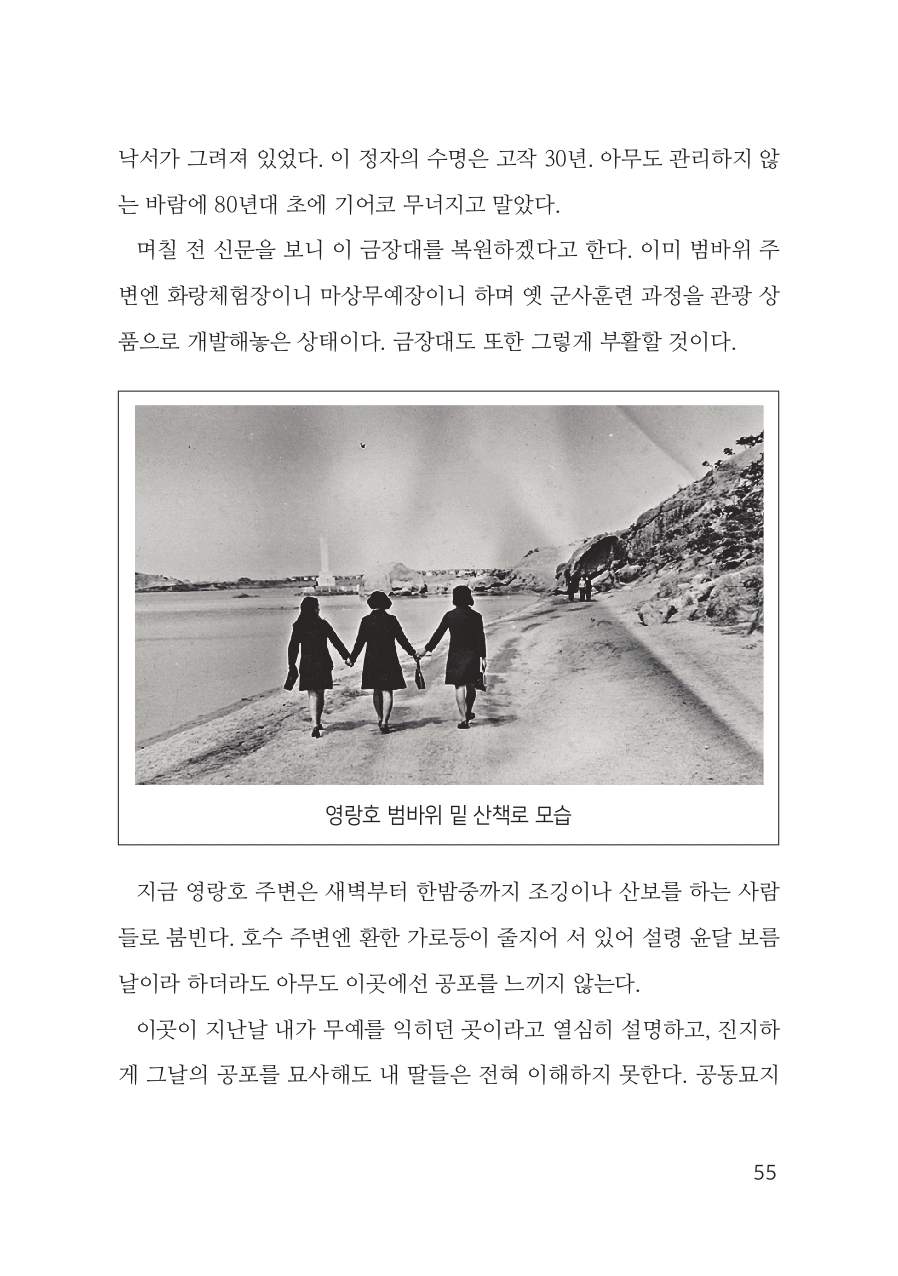 낙서가 그려져 있었다. 이 정자의 수명은 고작 30년. 아무도 관리하지 않
는 바람에 80년대 초에 기어코 무너지고 말았다.
며칠 전 신문을 보니 이 금장대를 복원하겠다고 한다. 이미 범바위 주
변엔 화랑체험장이니 마상무예장이니 하며 옛 군사훈련 과정을 관광 상
품으로 개발해놓은 상태이다. 금장대도 또한 그렇게 부활할 것이다.
영랑호 범바위 밑 산책로 모습
지금 영랑호 주변은 새벽부터 한밤중까지 조깅이나 산보를 하는 사람
들로 붐빈다. 호수 주변엔 환한 가로등이 줄지어 서 있어 설령 윤달 보름
날이라 하더라도 아무도 이곳에선 공포를 느끼지 않는다.
이곳이 지난날 내가 무예를 익히던 곳이라고 열심히 설명하고, 진지하
게 그날의 공포를 묘사해도 내 딸들은 전혀 이해하지 못한다. 공동묘지
55